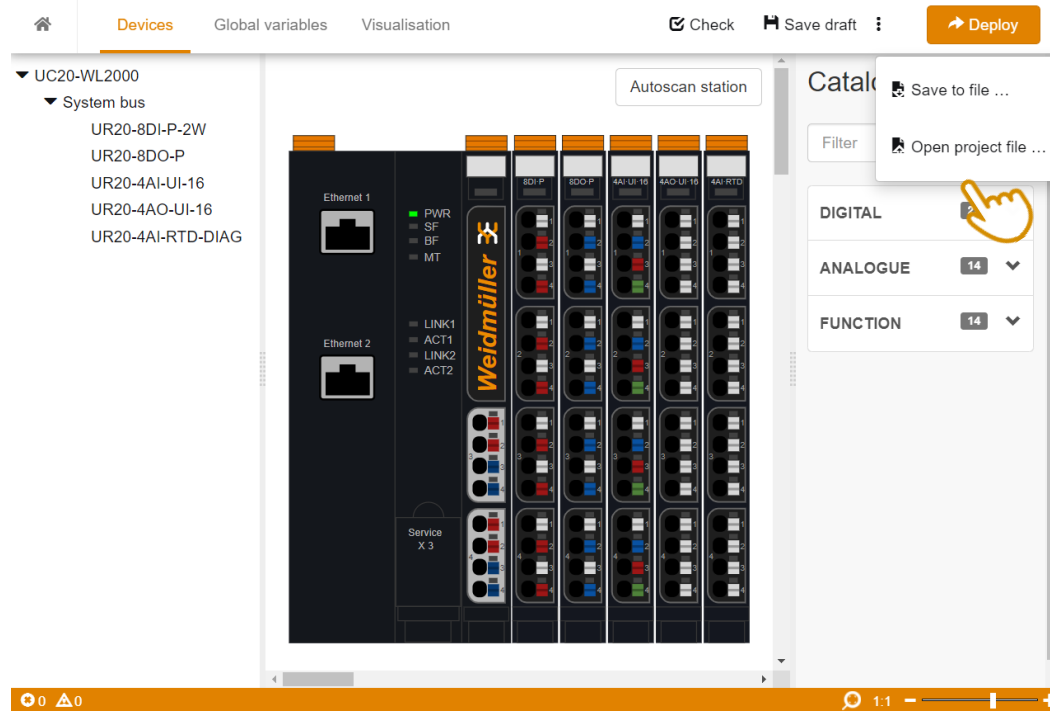 Devices
Global variables
Visualisation
Check
Save draft
Deploy
UC20-WL2000
System bus
UR20-8DI-P-2W
UR20-8DO-P
UR20-4AI-UI-16
UR20-4AO-UI-16
UR20-4AI-RTD-DIAG
Autoscan station
Save to file ...
Open project file ...
Filter
DIGITAL
ANALOGUE 14
FUNCTION 14
8DI-P 8DO-P 4AI-UI-16 4AO-UI-16 4AI-RTD
Ethernet 1
PWR
SF
BF
MT
Weidmüller
LINK1
ACT1
LINK2
ACT2
Ethernet 2
Service
X 3
0 0
1:1